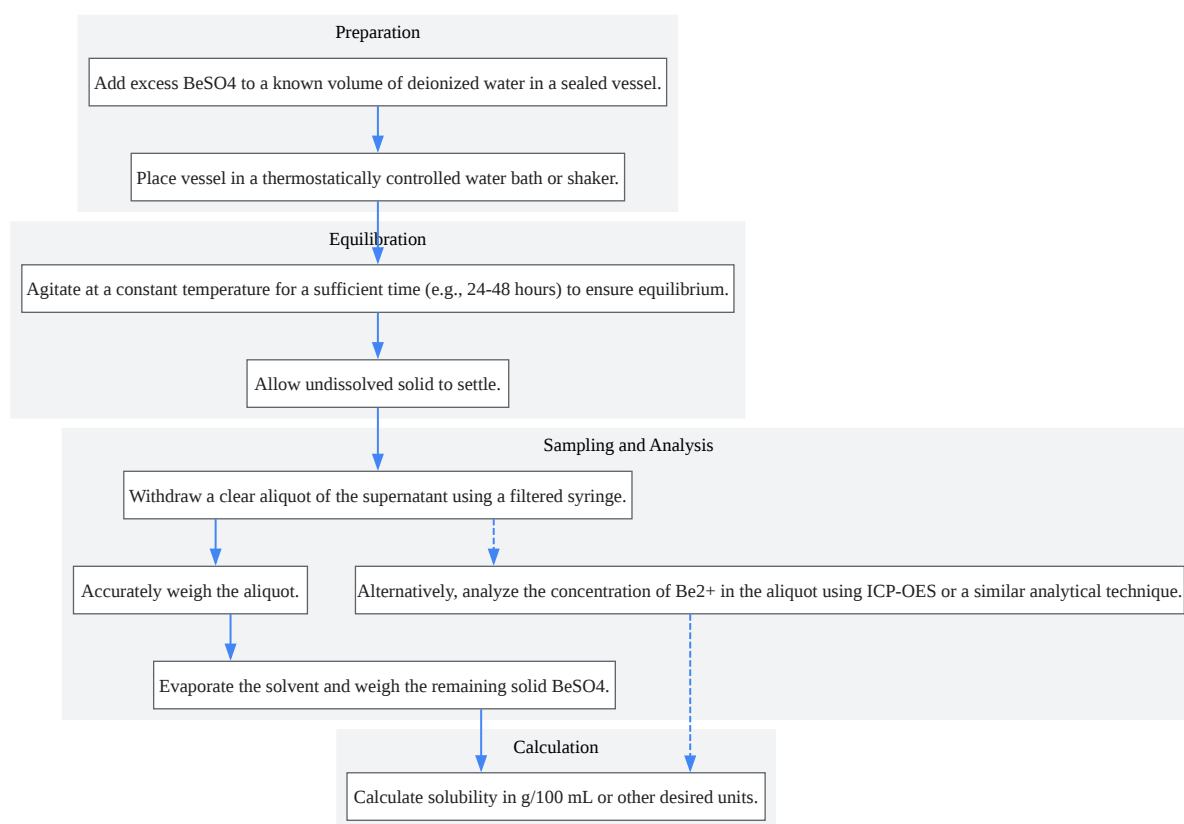 Preparation
Add excess BeSO4 to a known volume of deionized water in a sealed vessel.
Place vessel in a thermostatically controlled water bath or shaker.
Equilibration
Agitate at a constant temperature for a sufficient time (e.g., 24-48 hours) to ensure equilibrium.
Allow undissolved solid to settle.
Sampling and Analysis
Withdraw a clear aliquot of the supernatant using a filtered syringe.
Accurately weigh the aliquot.
Alternatively, analyze the concentration of Be2+ in the aliquot using ICP-OES or a similar analytical technique.
Evaporate the solvent and weigh the remaining solid BeSO4.
Calculation
Calculate solubility in g/100 mL or other desired units.